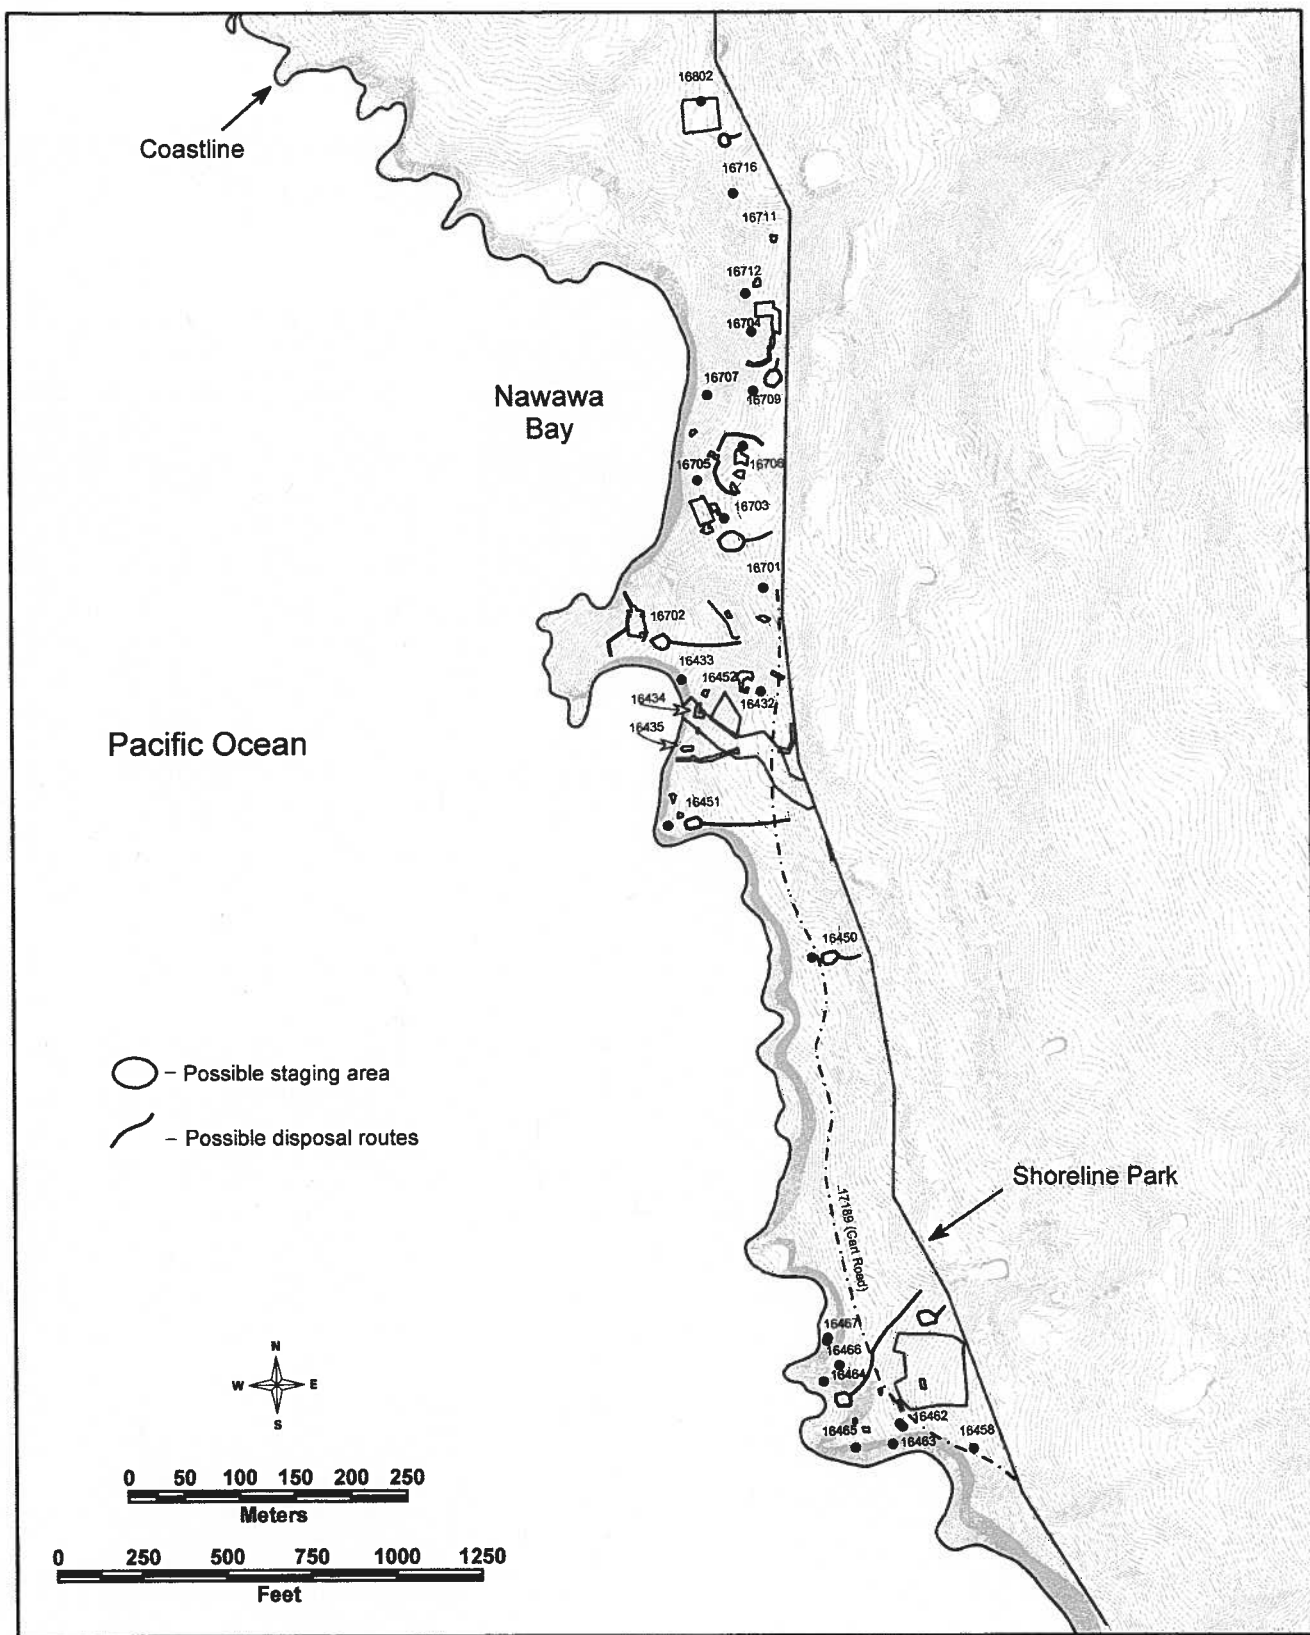 16802
Coastline
16716
16711
16712
16704
Nawawa
Bay
16707
16709
16705
16708
16703
16701
16702
16433
16452
16434
16432
16435
Pacific Ocean
16451
16450
– Possible staging area
– Possible disposal routes
Shoreline Park
17189 (Cart Road)
16467
16466
16464
N
W E
S
16462
16465
16463
16458
0 50 100 150 200 250
Meters
0 250 500 750 1000 1250
Feet